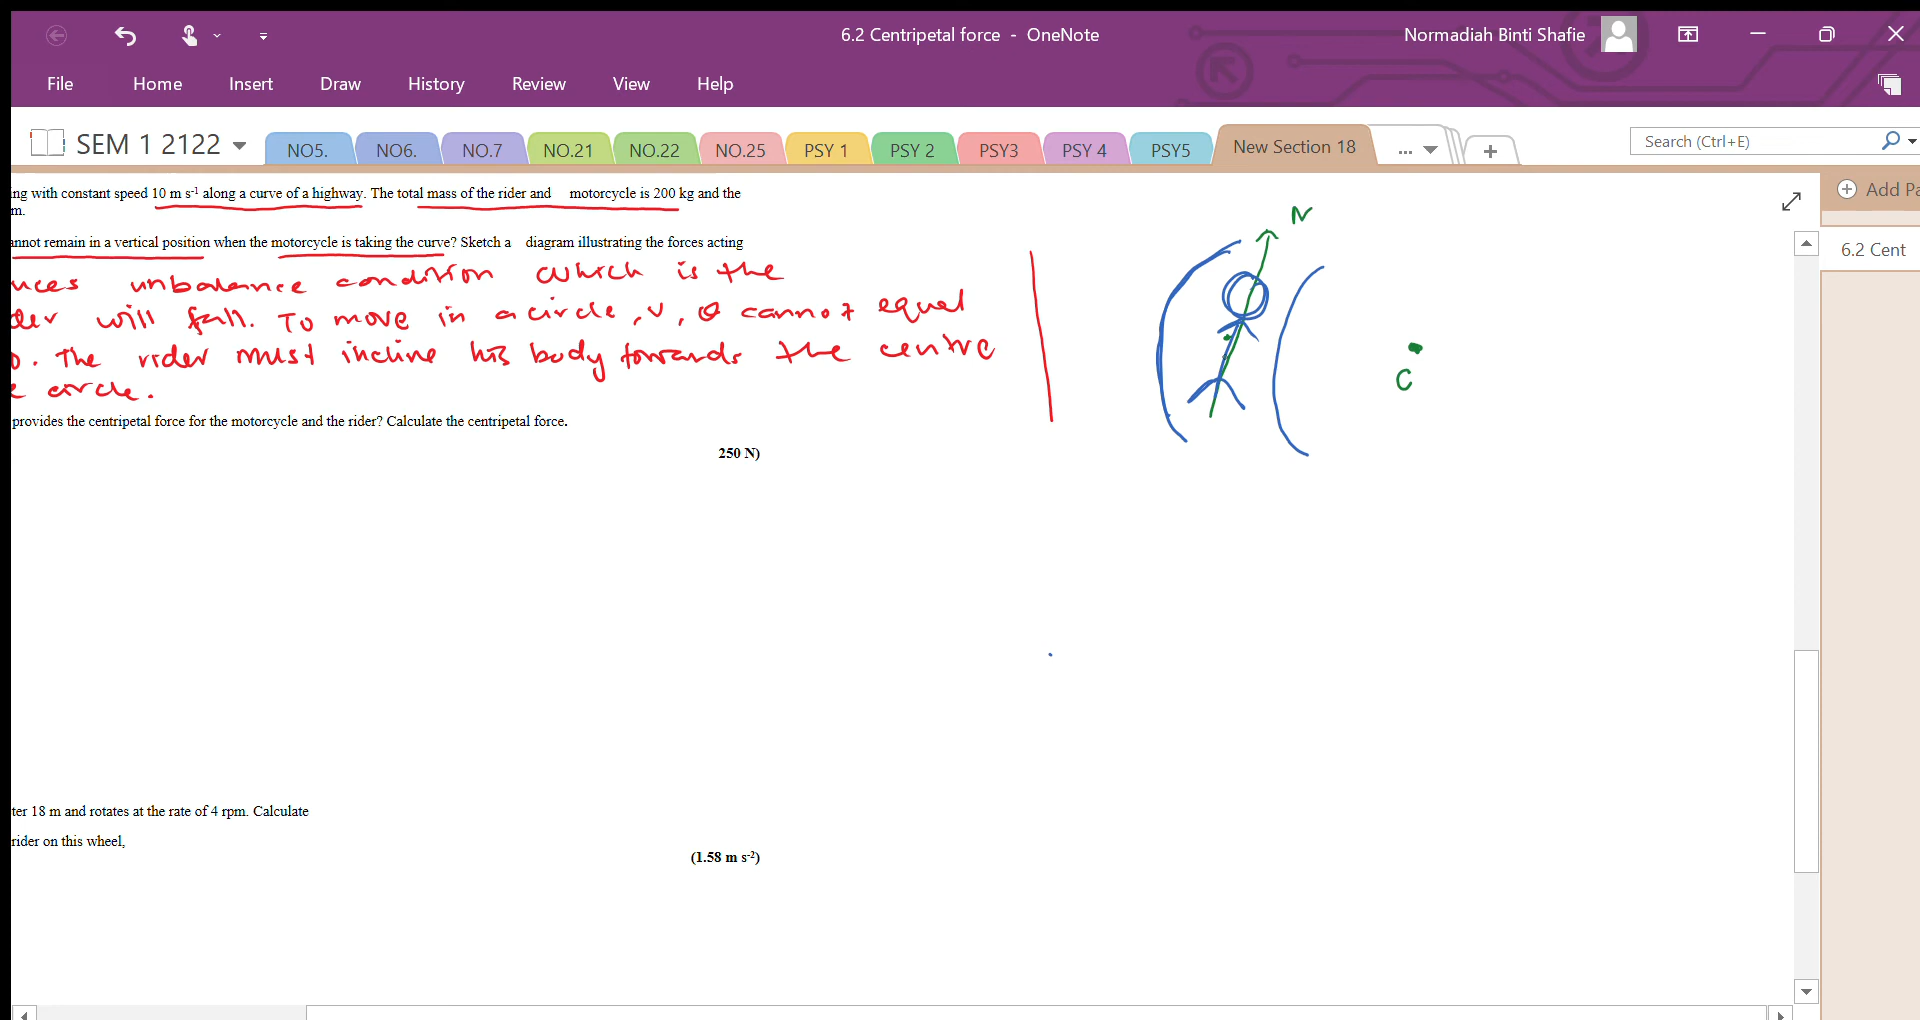 6.2 Centripetal force - OneNote
Normadiah Binti Shafie
File Home Insert Draw History Review View Help
SEM 1 2122
NO5. NO6. NO.7 NO.21 NO.22 NO.25 PSY 1 PSY 2 PSY3 PSY 4 PSY5 New Section 18 ...
Search (Ctrl+E)
Add Pa
6.2 Cent
ing with constant speed 10 m s-1 along a curve of a highway. The total mass of the rider and motorcycle is 200 kg and the
m.
annot remain in a vertical position when the motorcycle is taking the curve? Sketch a diagram illustrating the forces acting
uces unbalance condition which is the
der will fall. To move in a circle, v, θ cannot equal
o. The rider must incline his body towards the centre
e circle.
N
C
provides the centripetal force for the motorcycle and the rider? Calculate the centripetal force.
250 N)
ter 18 m and rotates at the rate of 4 rpm. Calculate
rider on this wheel,
(1.58 m s-2)